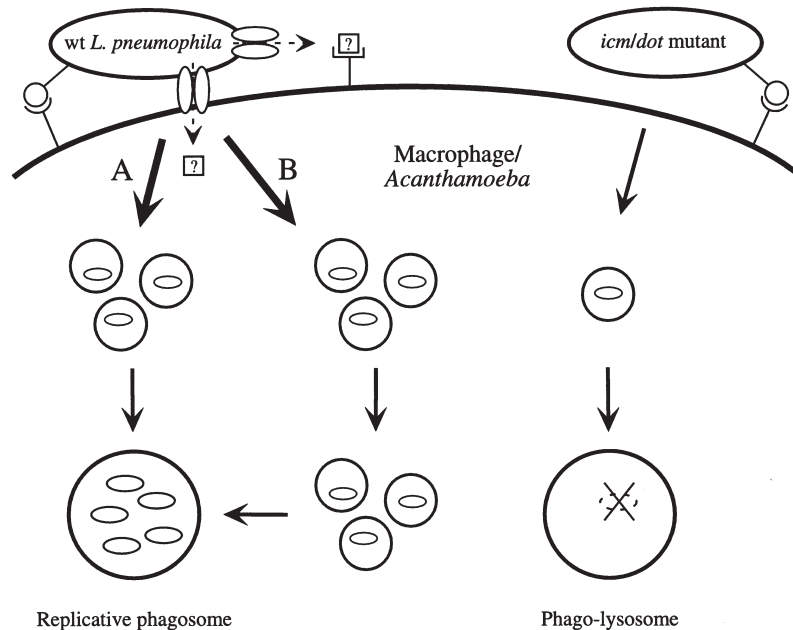 wt L. pneumophila
?
icm/dot mutant
A
?
B
Macrophage/
Acanthamoeba
Replicative phagosome
Phago-lysosome